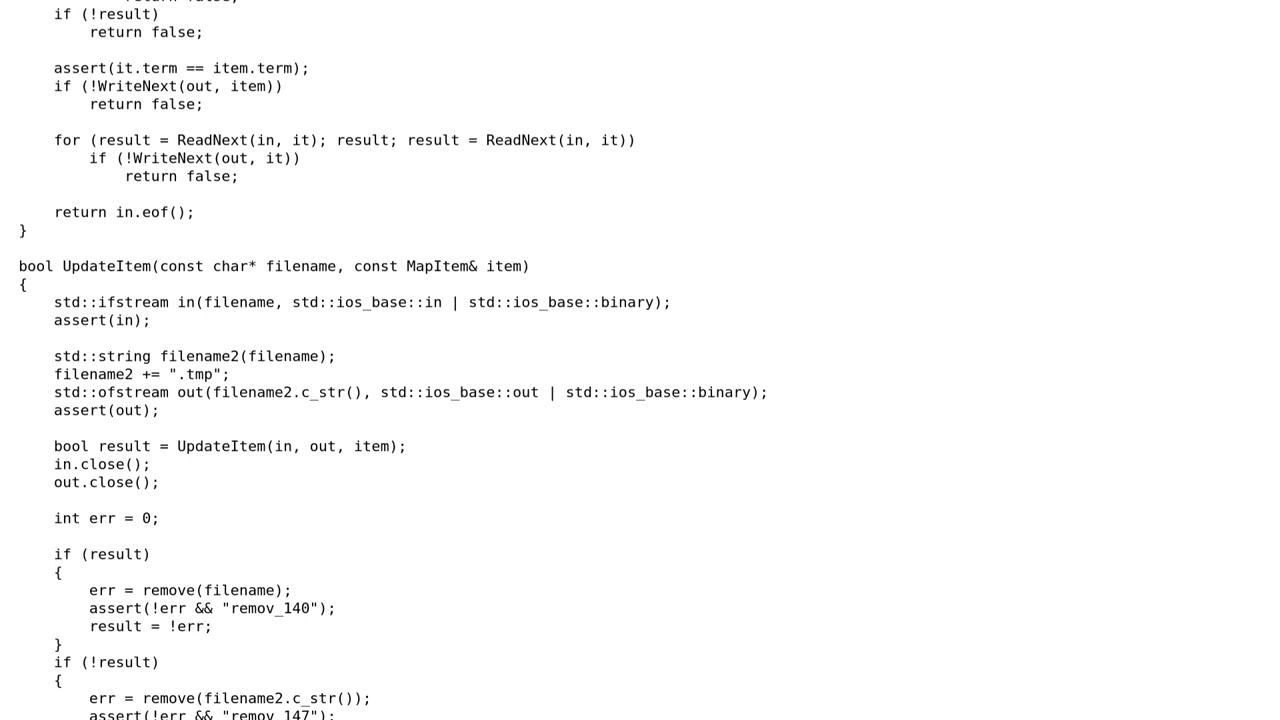 return false;
    if (!result)
        return false;

    assert(it.term == item.term);
    if (!WriteNext(out, item))
        return false;

    for (result = ReadNext(in, it); result; result = ReadNext(in, it))
        if (!WriteNext(out, it))
            return false;

    return in.eof();
}

bool UpdateItem(const char* filename, const MapItem& item)
{
    std::ifstream in(filename, std::ios_base::in | std::ios_base::binary);
    assert(in);

    std::string filename2(filename);
    filename2 += ".tmp";
    std::ofstream out(filename2.c_str(), std::ios_base::out | std::ios_base::binary);
    assert(out);

    bool result = UpdateItem(in, out, item);
    in.close();
    out.close();

    int err = 0;

    if (result)
    {
        err = remove(filename);
        assert(!err && "remov_140");
        result = !err;
    }
    if (!result)
    {
        err = remove(filename2.c_str());
        assert(!err && "remov_147");